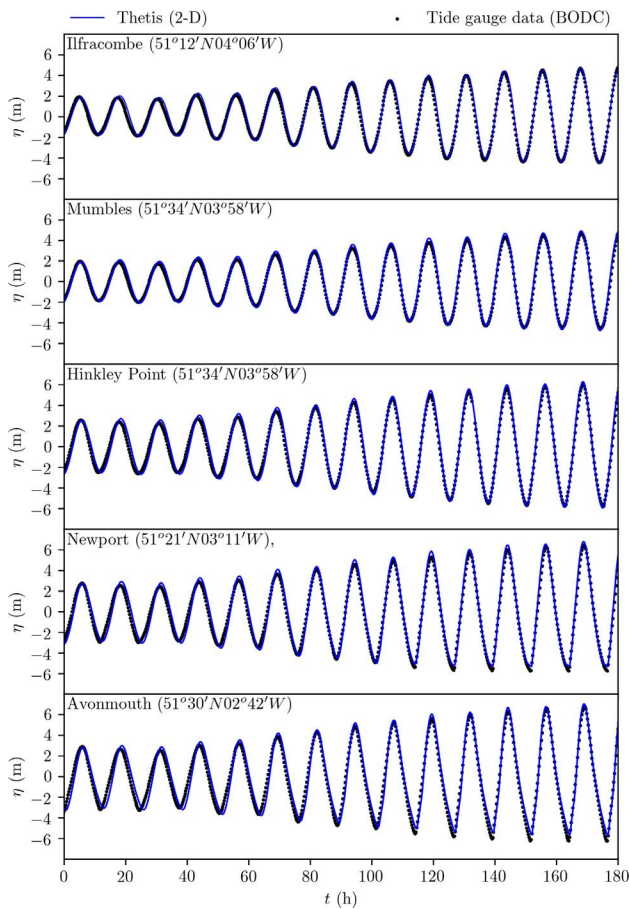 Thetis (2-D) Tide gauge data (BODC)
Ilfracombe (51°12′N04°06′W)
6
4
2
0
−2
−4
−6
η (m)
Mumbles (51°34′N03°58′W)
6
4
2
0
−2
−4
−6
η (m)
Hinkley Point (51°34′N03°58′W)
6
4
2
0
−2
−4
−6
η (m)
Newport (51°21′N03°11′W),
6
4
2
0
−2
−4
−6
η (m)
Avonmouth (51°30′N02°42′W)
6
4
2
0
−2
−4
−6
η (m)
0 20 40 60 80 100 120 140 160 180
t (h)